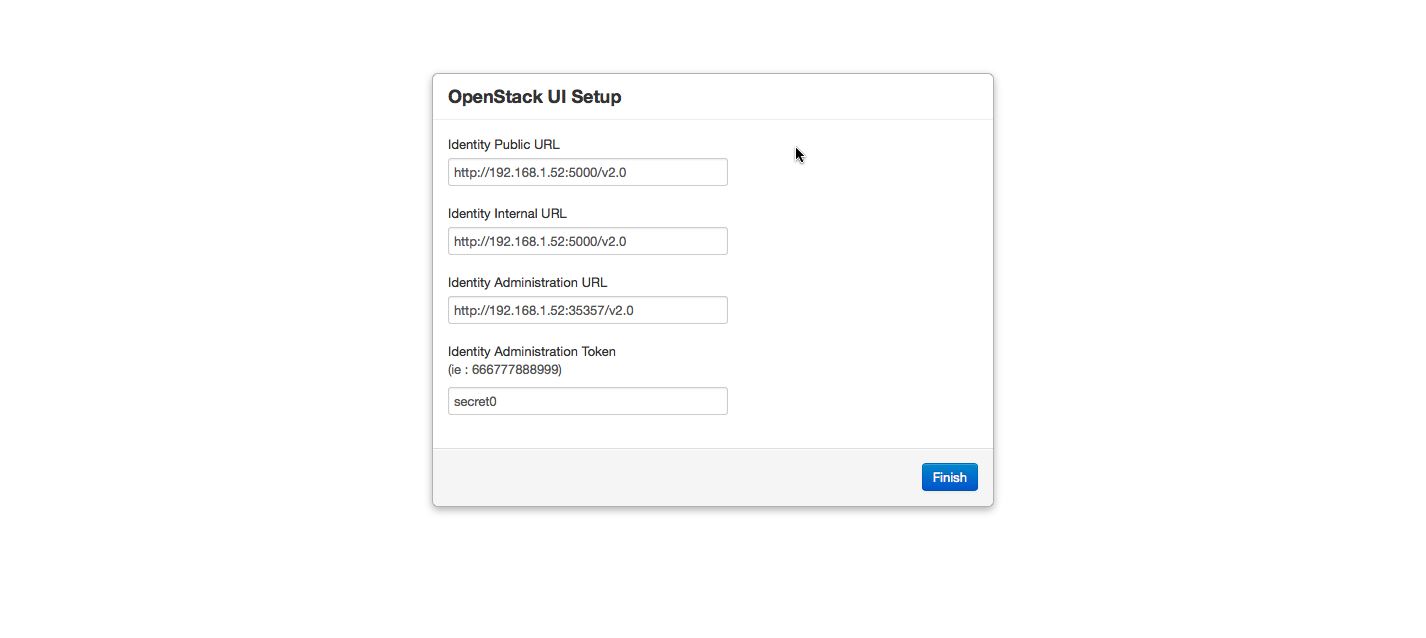 OpenStack UI Setup
Identity Public URL
http://192.168.1.52:5000/v2.0
Identity Internal URL
http://192.168.1.52:5000/v2.0
Identity Administration URL
http://192.168.1.52:35357/v2.0
Identity Administration Token
(ie : 666777888999)
secret0
Finish